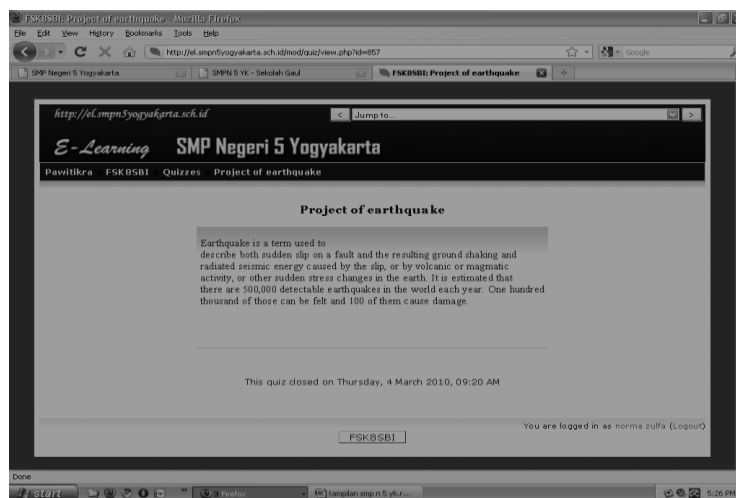 FSK8SBI: Project of earthquake - Mozilla Firefox
File Edit View History Bookmarks Tools Help
http://el.smpn5yogyakarta.sch.id/mod/quiz/view.php?id=857
Google
SMP Negeri 5 Yogyakarta
SMPN 5 YK - Sekolah Gaul
FSK8SBI: Project of earthquake
http://el.smpn5yogyakarta.sch.id
< Jump to... >
E-Learning SMP Negeri 5 Yogyakarta
Pawitikra FSK8SBI Quizzes Project of earthquake
Project of earthquake
Earthquake is a term used to
describe both sudden slip on a fault and the resulting ground shaking and
radiated seismic energy caused by the slip, or by volcanic or magmatic
activity, or other sudden stress changes in the earth. It is estimated that
there are 500,000 detectable earthquakes in the world each year. One hundred
thousand of those can be felt and 100 of them cause damage.
This quiz closed on Thursday, 4 March 2010, 09:20 AM
You are logged in as norma zulfa (Logout)
FSK8SBI
Done
start
3 Firefox
tampilan smp n 5 yk.r...
5:26 PM